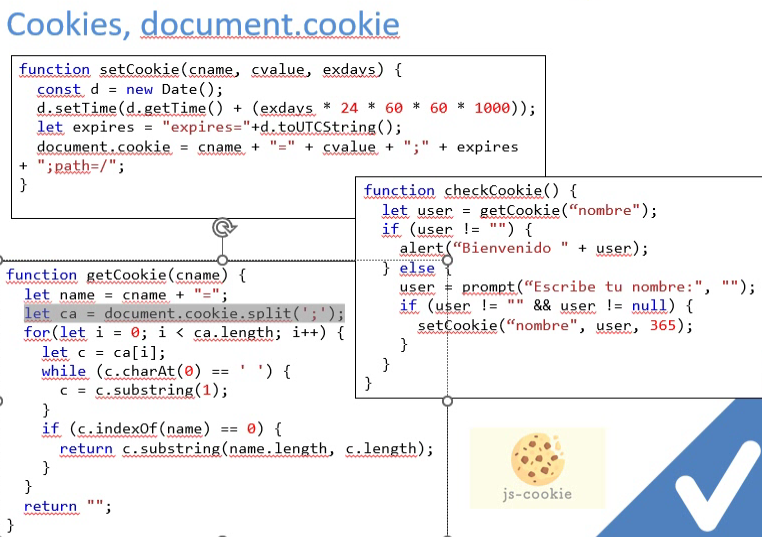 Cookies, document.cookie
function setCookie(cname, cvalue, exdays) {
const d = new Date();
d.setTime(d.getTime() + (exdays * 24 * 60 * 60 * 1000));
let expires = "expires="+d.toUTCString();
document.cookie = cname + "=" + cvalue + ";" + expires
+ ";path=/";
}
function checkCookie() {
let user = getCookie(“nombre");
if (user != "") {
alert(“Bienvenido " + user);
} else {
user = prompt(“Escribe tu nombre:", "");
if (user != "" && user != null) {
setCookie(“nombre", user, 365);
}
}
}
function getCookie(cname) {
let name = cname + "=";
let ca = document.cookie.split(';');
for(let i = 0; i < ca.length; i++) {
let c = ca[i];
while (c.charAt(0) == ' ') {
c = c.substring(1);
}
if (c.indexOf(name) == 0) {
return c.substring(name.length, c.length);
}
}
return "";
}
js-cookie